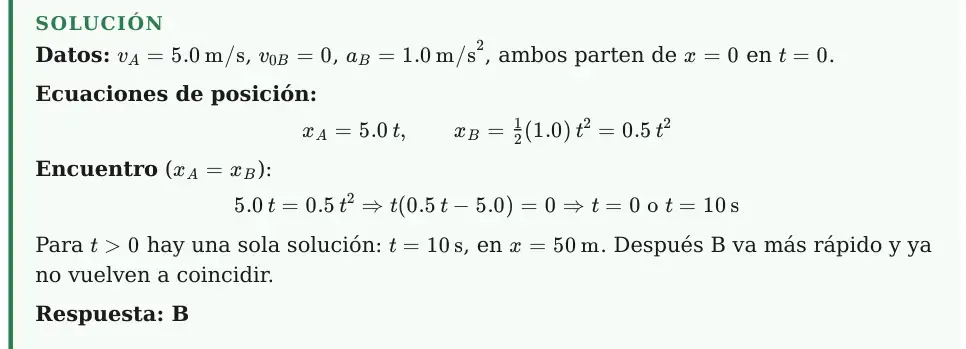 SOLUCIÓN
Datos: v_A = 5.0 m/s, v_{0B} = 0, a_B = 1.0 m/s², ambos parten de x = 0 en t = 0.
Ecuaciones de posición:
x_A = 5.0 t, x_B = ½(1.0) t² = 0.5 t²
Encuentro (x_A = x_B):
5.0 t = 0.5 t² ⇒ t(0.5 t − 5.0) = 0 ⇒ t = 0 o t = 10 s
Para t > 0 hay una sola solución: t = 10 s, en x = 50 m. Después B va más rápido y ya
no vuelven a coincidir.
Respuesta: B